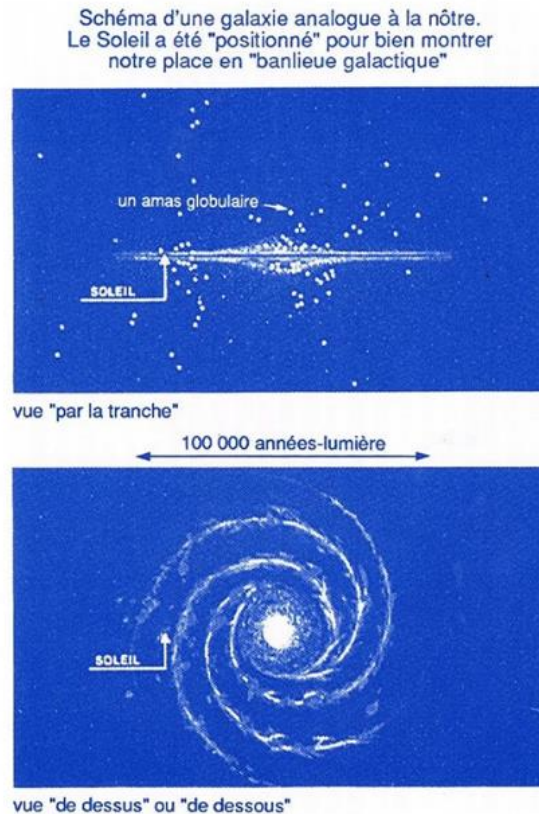 Schéma d'une galaxie analogue à la nôtre.
Le Soleil a été "positionné" pour bien montrer
notre place en "banlieue galactique"
un amas globulaire
SOLEIL
vue "par la tranche"
100 000 années-lumière
SOLEIL
vue "de dessus" ou "de dessous"